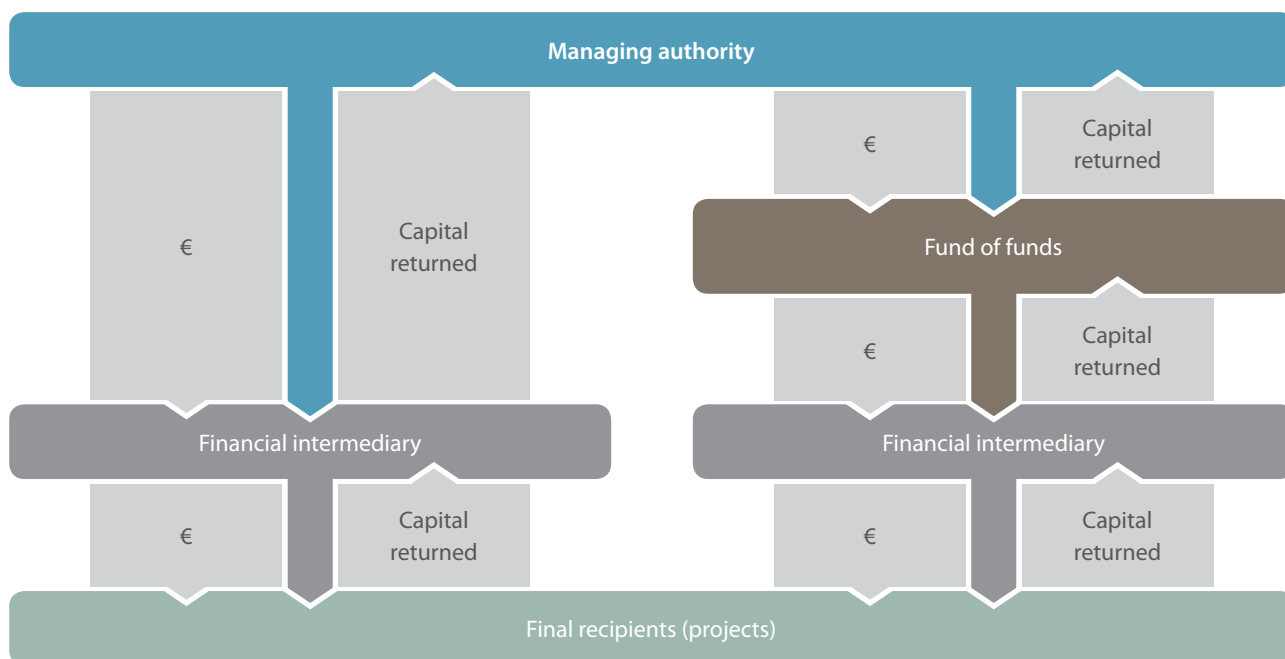 Managing authority
€
Capital
returned
€
Capital
returned
Fund of funds
€
Capital
returned
Financial intermediary
Financial intermediary
€
Capital
returned
€
Capital
returned
Final recipients (projects)